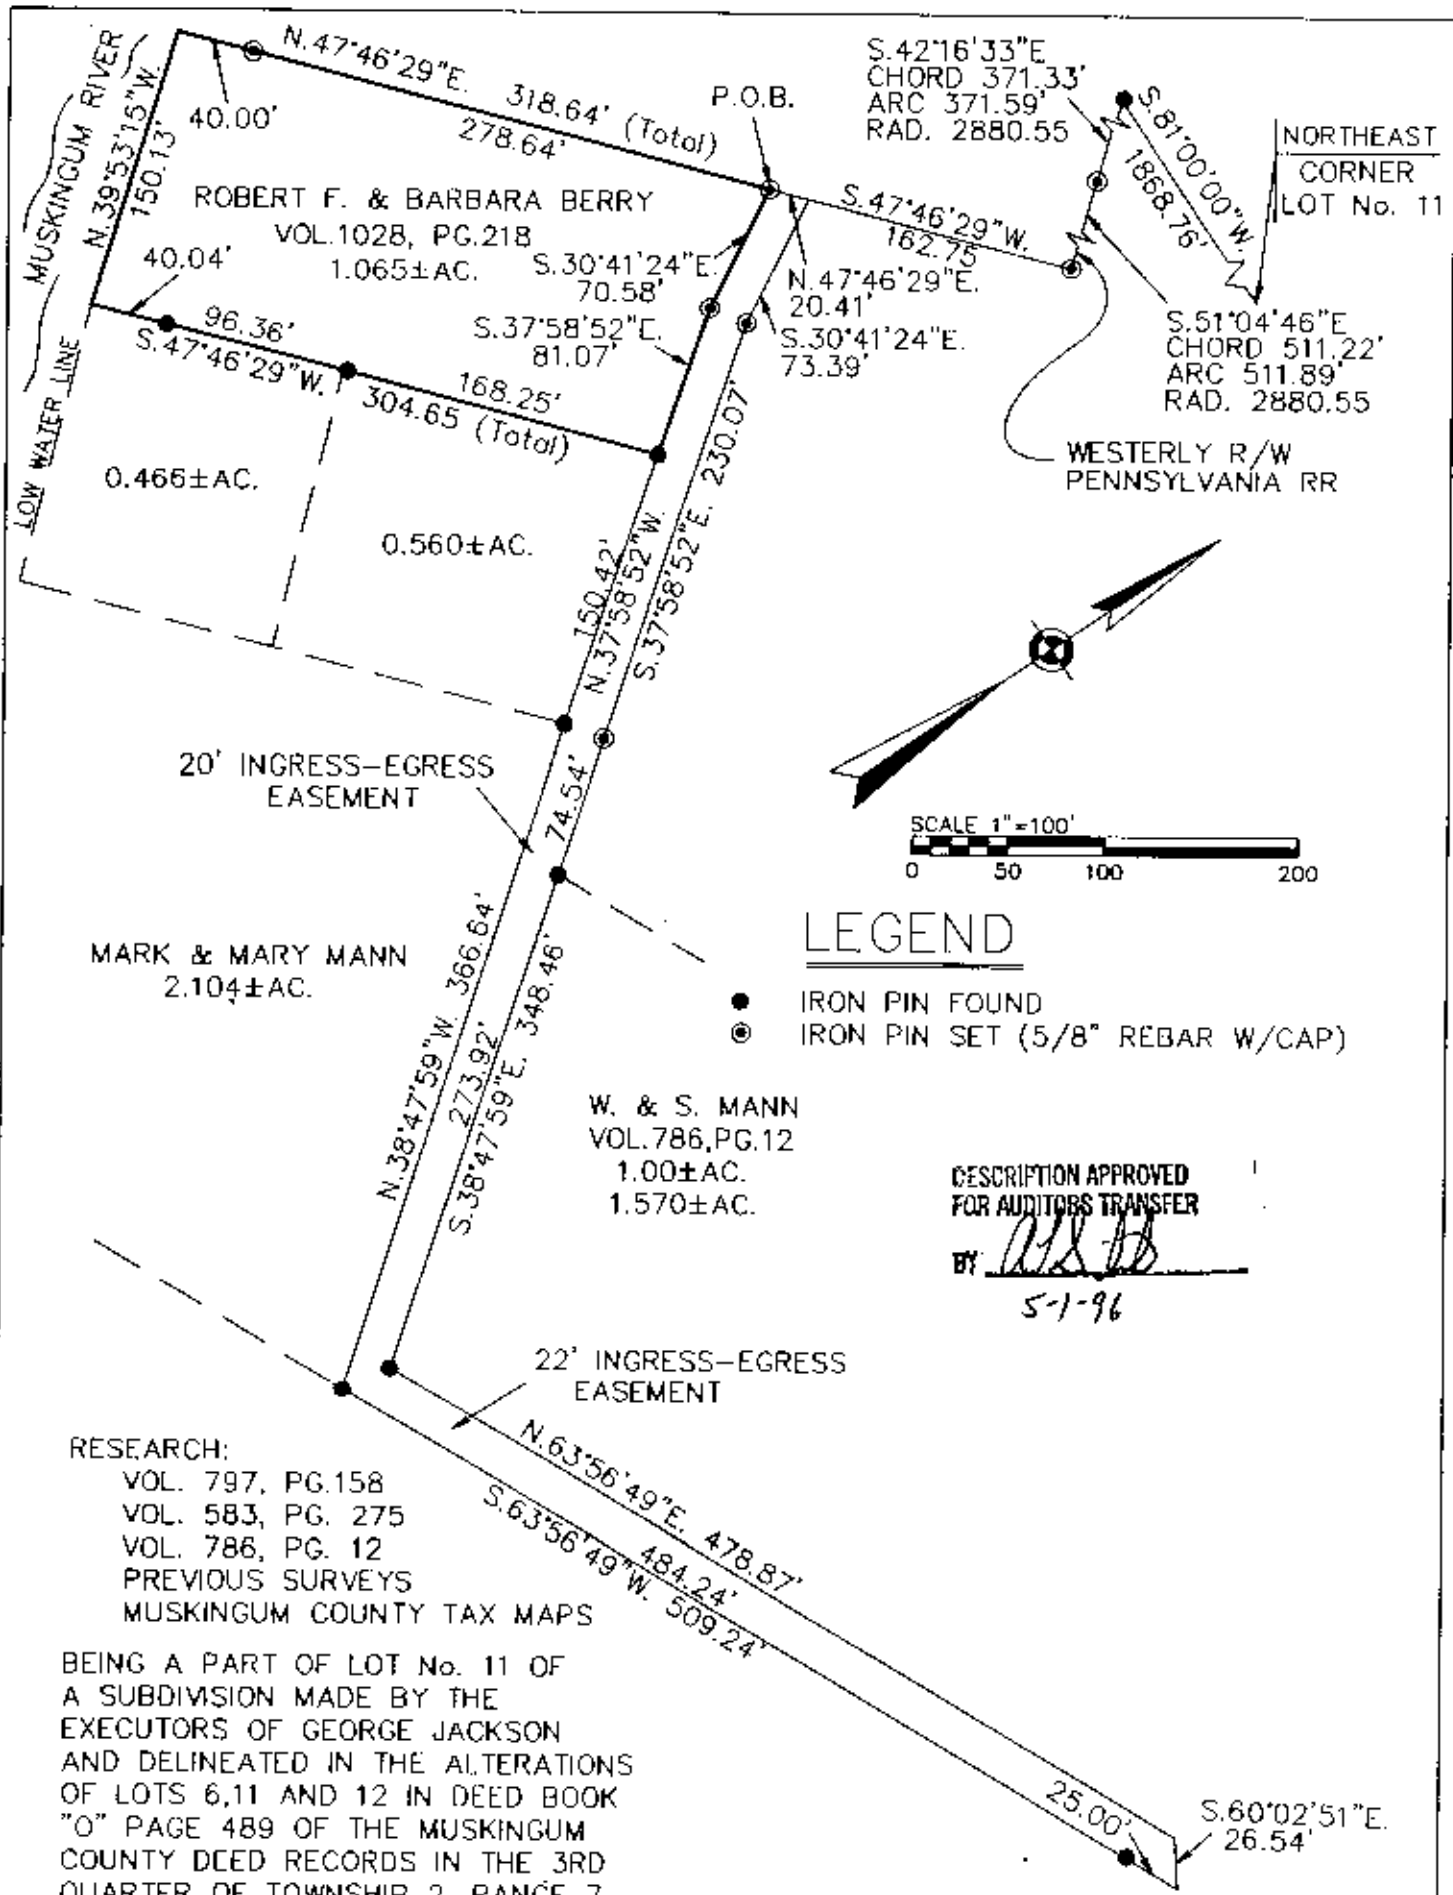 MUSKINGUM RIVER
N.39°53'15"W.
150.13'
40.00'
N.47°46'29"E.
318.64' (Total)
278.64'
P.O.B.
S.42°16'33"E
CHORD 371.33'
ARC 371.59'
RAD. 2880.55
S.81°00'00"W.
1868.76'
NORTHEAST
CORNER
LOT No. 11
ROBERT F. & BARBARA BERRY
VOL.1028, PG.218
1.065±AC.
40.04'
S.30°41'24"E.
70.58'
S.37°58'52"E.
81.07'
S.47°46'29"W.
162.75
N.47°46'29"E.
20.41'
S.30°41'24"E.
73.39'
S.51°04'46"E
CHORD 511.22'
ARC 511.89'
RAD. 2880.55
WESTERLY R/W
PENNSYLVANIA RR
96.36'
S.47°46'29"W.
168.25'
304.65 (Total)
LOW WATER LINE
0.466±AC.
0.560±AC.
150.42'
N.37°58'52"W.
S.37°58'52"E. 230.07'
20' INGRESS-EGRESS
EASEMENT
74.54'
SCALE 1"=100'
0 50 100 200
LEGEND
IRON PIN FOUND
IRON PIN SET (5/8" REBAR W/CAP)
MARK & MARY MANN
2.104±AC.
N.38°47'59"W. 366.64'
273.92'
S.38°47'59"E. 348.46'
W. & S. MANN
VOL.786,PG.12
1.00±AC.
1.570±AC.
DESCRIPTION APPROVED
FOR AUDITORS TRANSFER
BY
5-1-96
22' INGRESS-EGRESS
EASEMENT
N.63°56'49"E. 478.87'
484.24'
S.63°56'49"W. 509.24'
25.00'
S.60°02'51"E.
26.54'
RESEARCH:
VOL. 797, PG.158
VOL. 583, PG. 275
VOL. 786, PG. 12
PREVIOUS SURVEYS
MUSKINGUM COUNTY TAX MAPS
BEING A PART OF LOT No. 11 OF
A SUBDIVISION MADE BY THE
EXECUTORS OF GEORGE JACKSON
AND DELINEATED IN THE ALTERATIONS
OF LOTS 6,11 AND 12 IN DEED BOOK
"O" PAGE 489 OF THE MUSKINGUM
COUNTY DEED RECORDS IN THE 3RD
QUARTER OF TOWNSHIP 2, RANGE 7